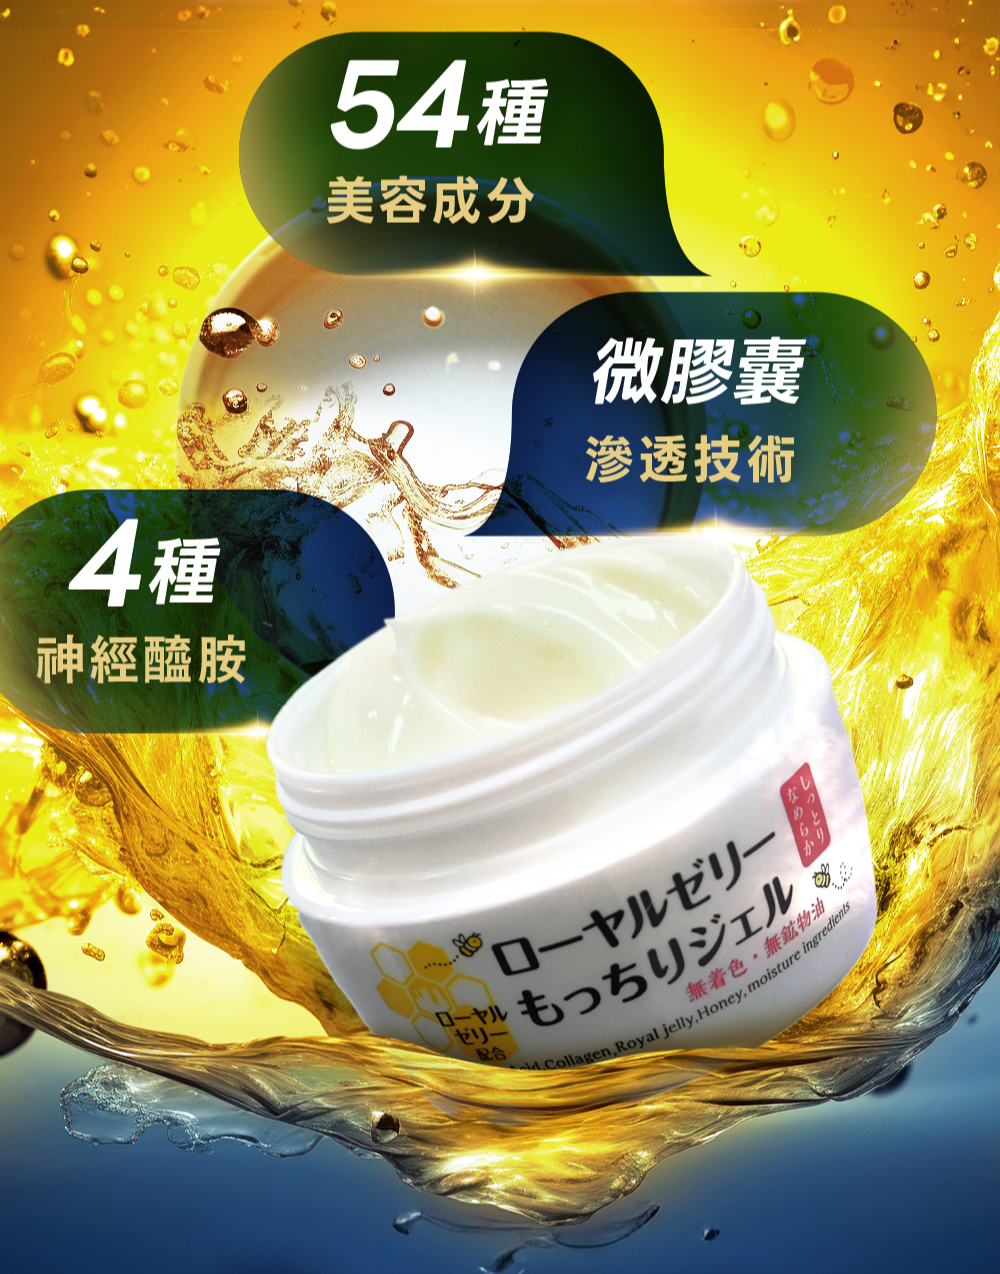 54種
美容成分
微膠囊
滲透技術
4種
神經醯胺
しっとり
なめらか
ローヤルゼリー
もっちりジェル
無着色・無鉱物油
ローヤル
ゼリー
配合
Collagen,Royal jelly,Honey,moisture ingredients